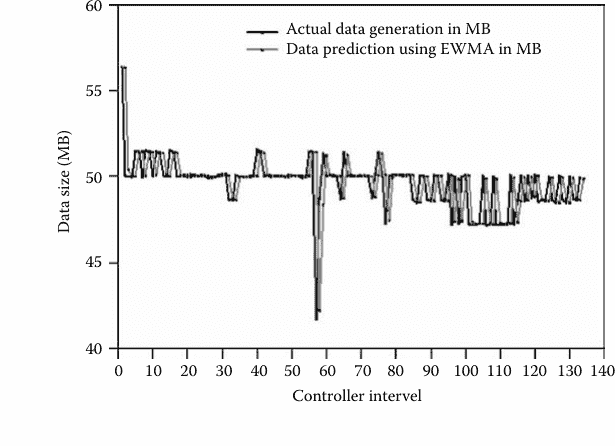 60
Actual data generation in MB
Data prediction using EWMA in MB
55
50
45
40
Data size (MB)
0 10 20 30 40 50 60 70 80 90 100 110 120 130 140
Controller intervel